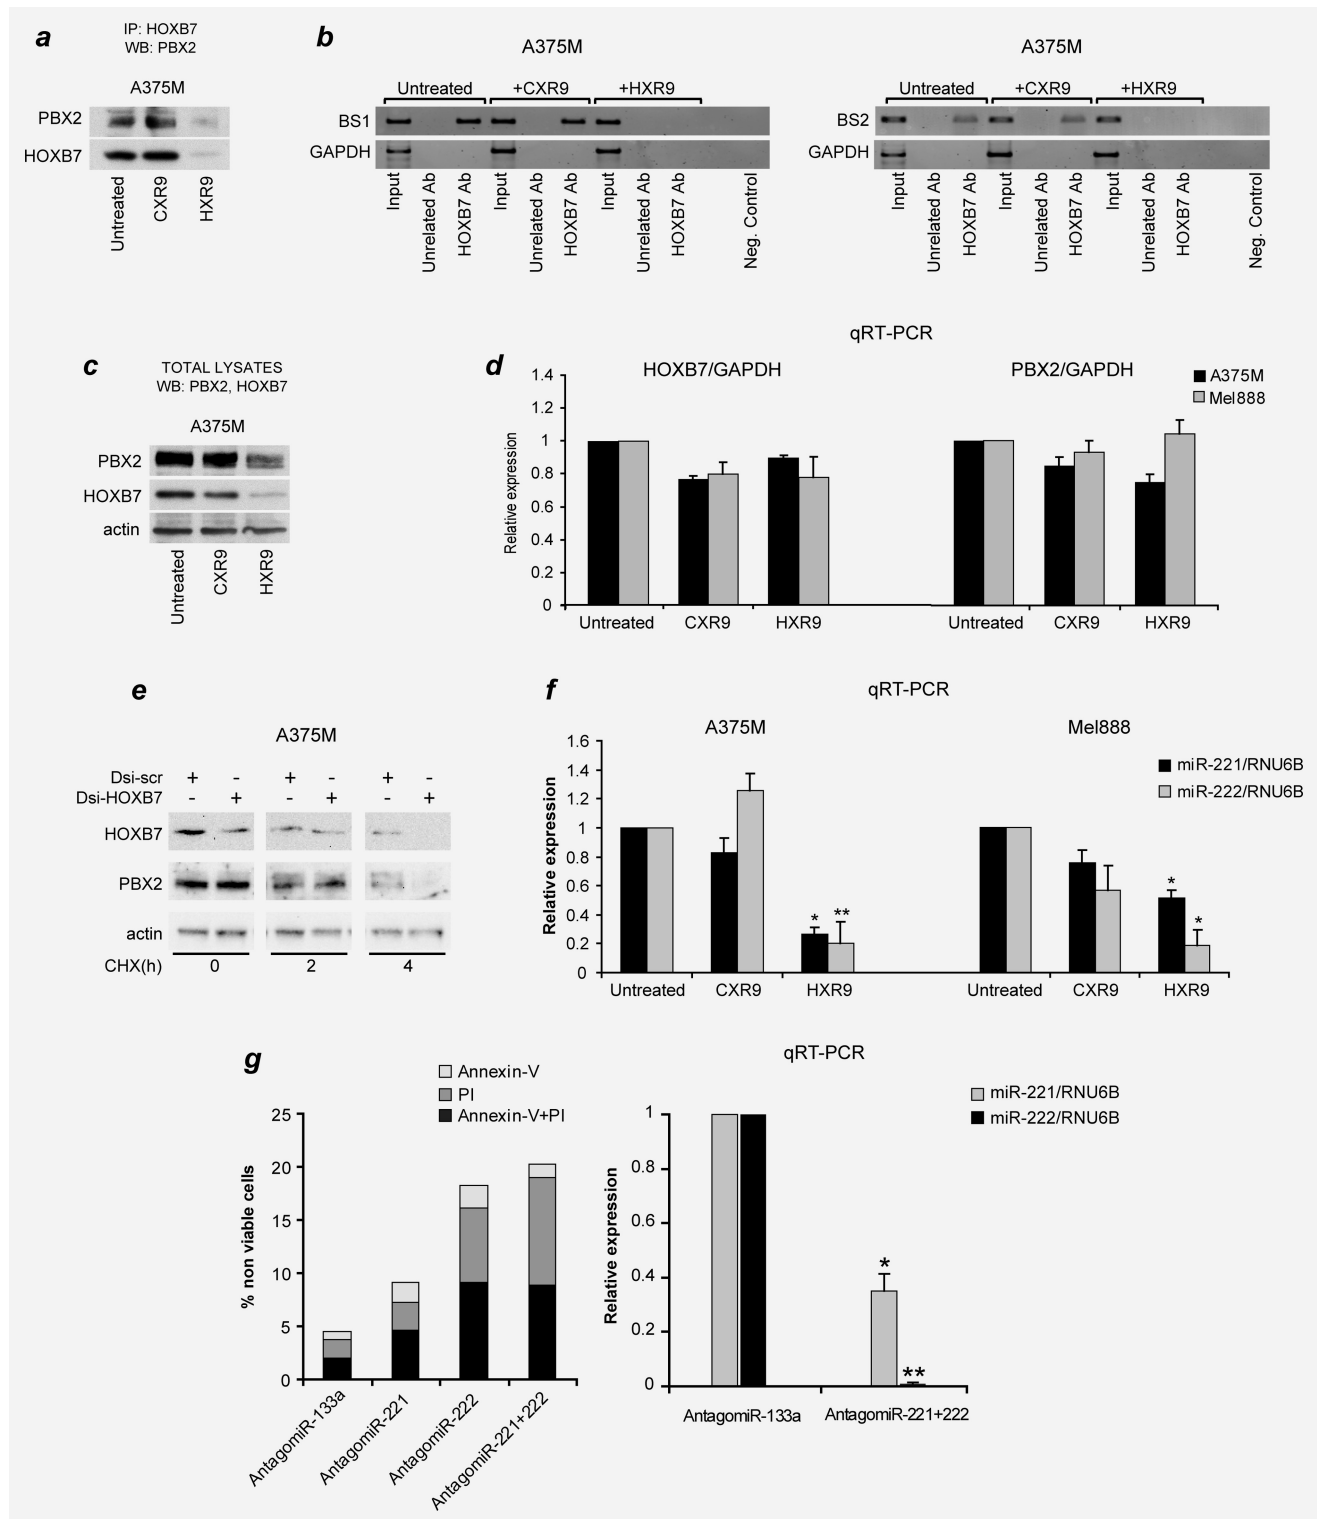 a
IP: HOXB7
WB: PBX2
A375M
PBX2
HOXB7
Untreated
CXR9
HXR9
b
A375M
Untreated +CXR9 +HXR9
BS1
GAPDH
Input
Unrelated Ab
HOXB7 Ab
Input
Unrelated Ab
HOXB7 Ab
Input
Unrelated Ab
HOXB7 Ab
Neg. Control
A375M
Untreated +CXR9 +HXR9
BS2
GAPDH
Input
Unrelated Ab
HOXB7 Ab
Input
Unrelated Ab
HOXB7 Ab
Input
Unrelated Ab
HOXB7 Ab
Neg. Control
c
TOTAL LYSATES
WB: PBX2, HOXB7
A375M
PBX2
HOXB7
actin
Untreated
CXR9
HXR9
d
qRT-PCR
HOXB7/GAPDH
PBX2/GAPDH
A375M
Mel888
Relative expression
1.4
1.2
1
0.8
0.6
0.4
0.2
0
Untreated CXR9 HXR9
Untreated CXR9 HXR9
e
A375M
Dsi-scr + - + - + -
Dsi-HOXB7 - + - + - +
HOXB7
PBX2
actin
CHX(h) 0 2 4
f
qRT-PCR
A375M
Mel888
miR-221/RNU6B
miR-222/RNU6B
Relative expression
1.6
1.4
1.2
1
0.8
0.6
0.4
0.2
0
* **
* *
Untreated CXR9 HXR9
Untreated CXR9 HXR9
g
Annexin-V
PI
Annexin-V+PI
% non viable cells
25
20
15
10
5
0
AntagomiR-133a
AntagomiR-221
AntagomiR-222
AntagomiR-221+222
qRT-PCR
miR-221/RNU6B
miR-222/RNU6B
Relative expression
1
0.8
0.6
0.4
0.2
0
*
**
AntagomiR-133a AntagomiR-221+222